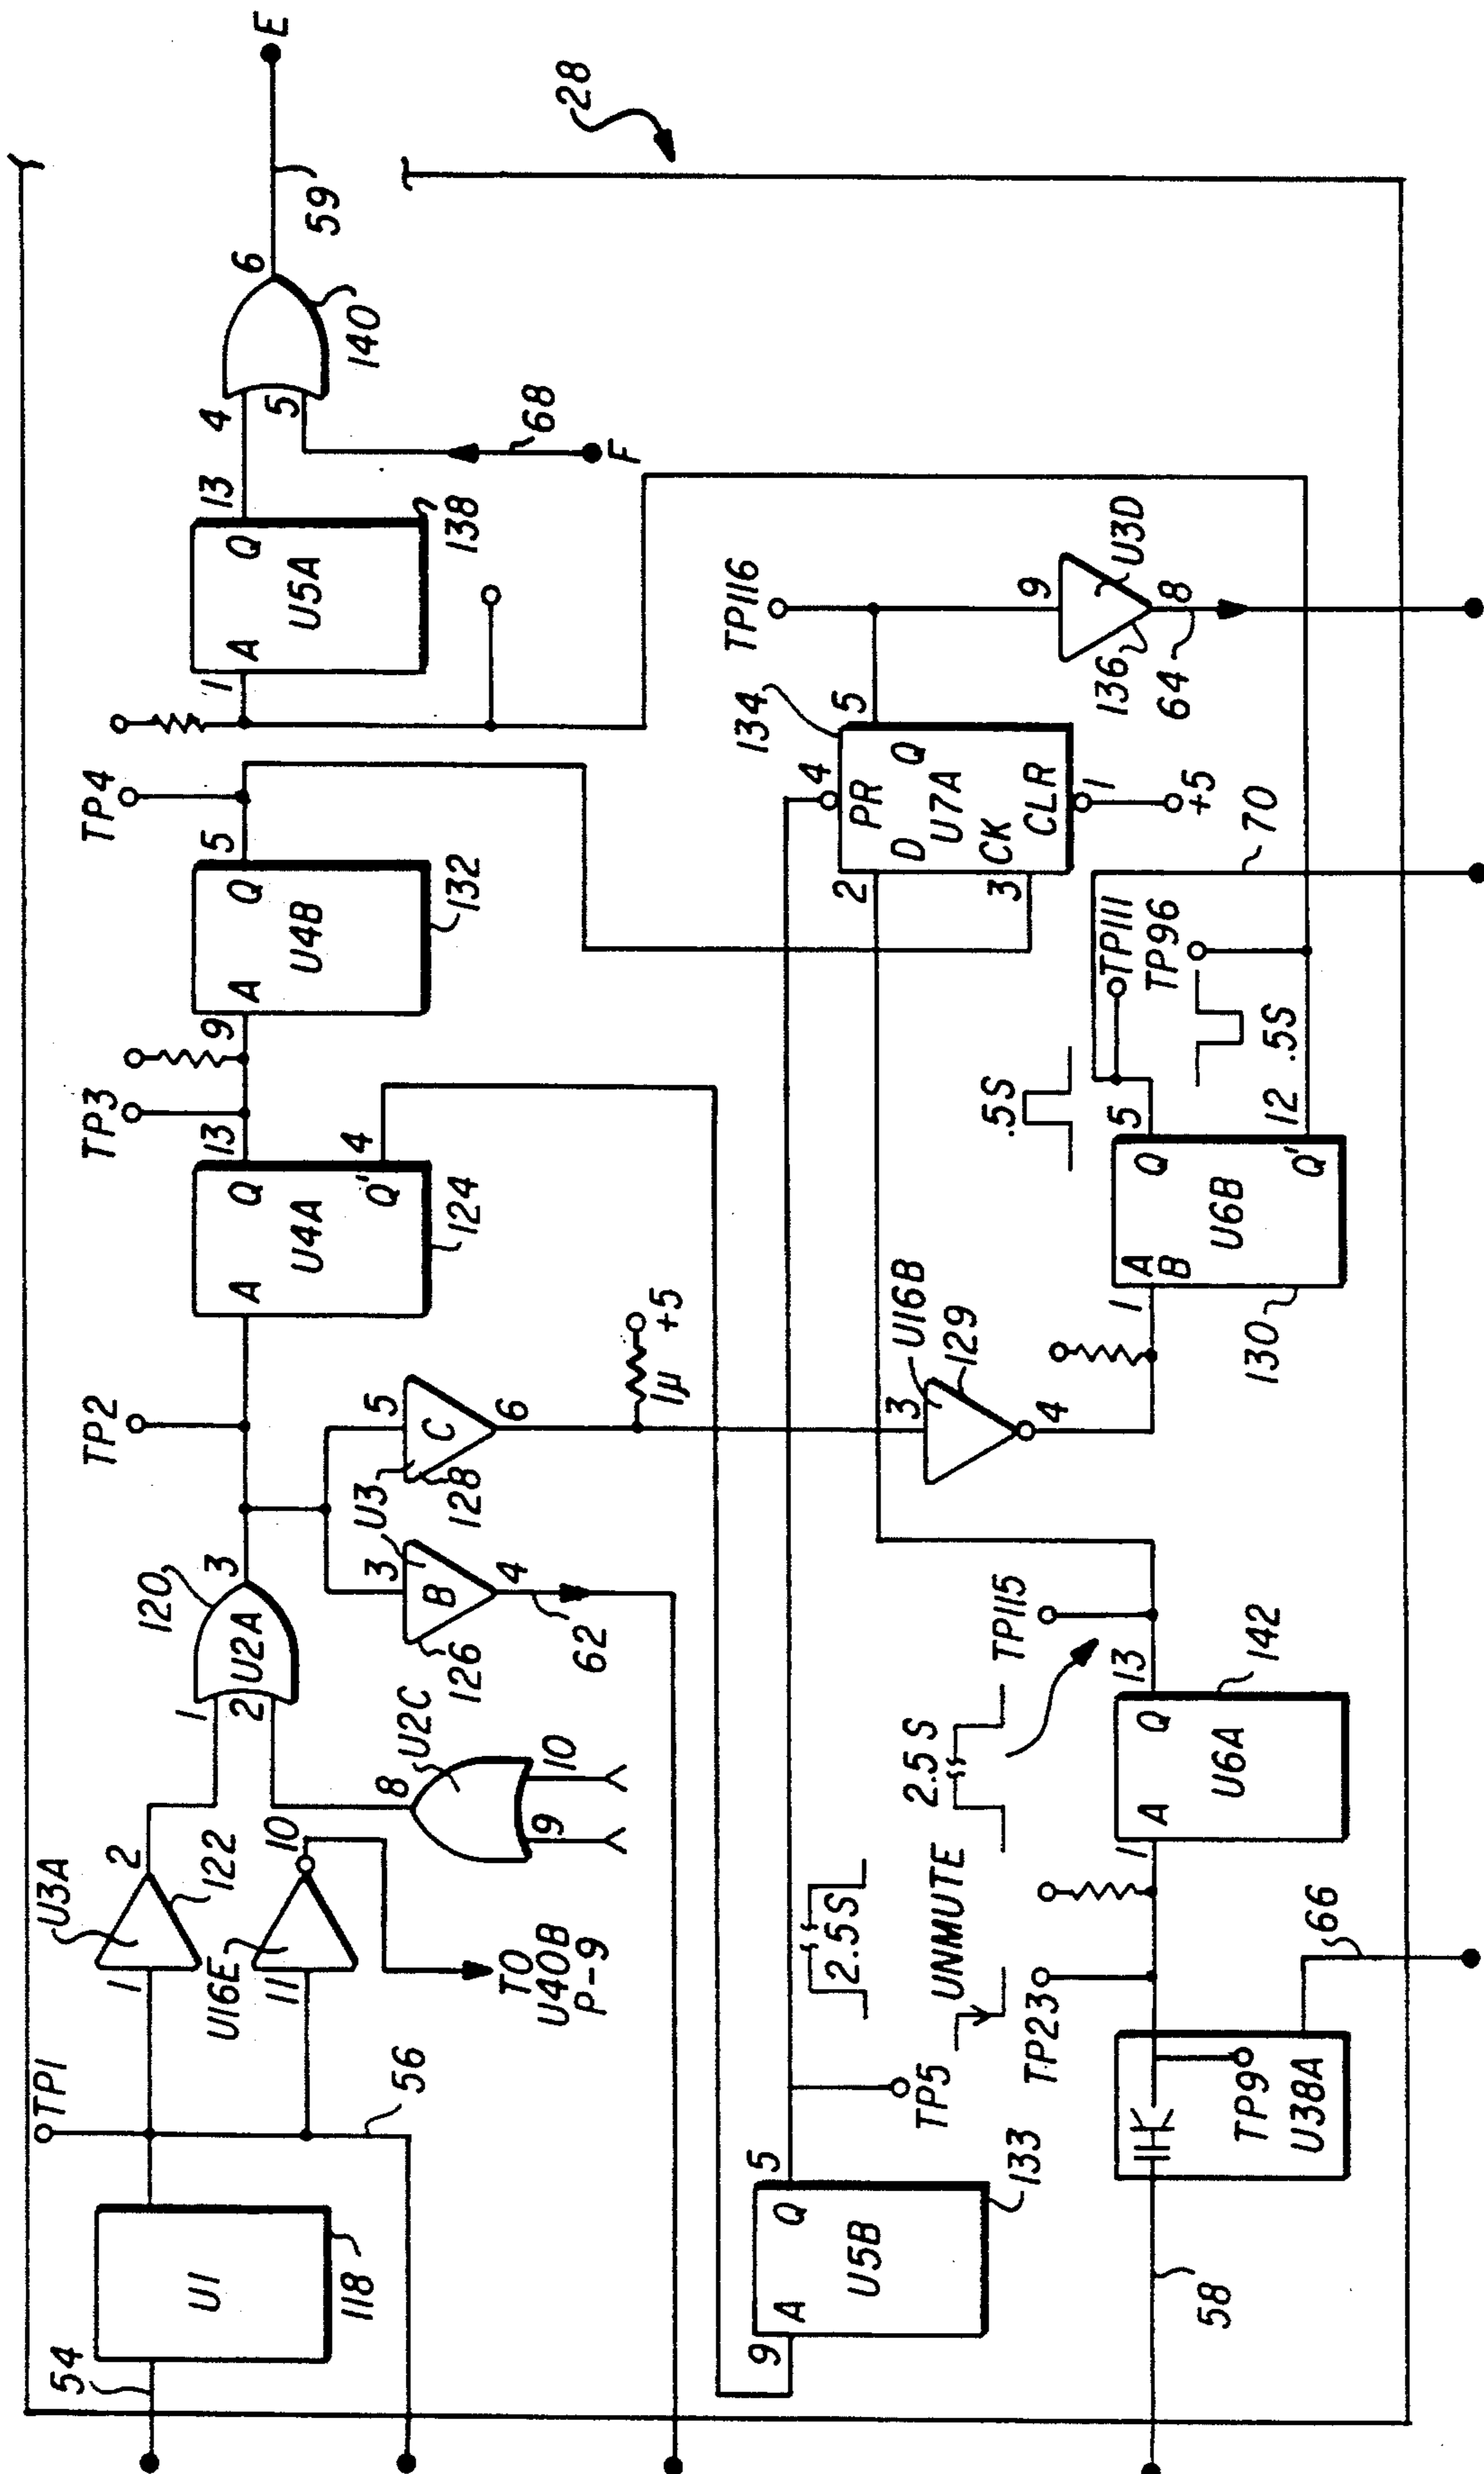 TP1
54
U1
118
56
U3A
1
2
122
U16E
11
10
TO
U40B
P-9
1
2
U2A
120
3
8
U2C
9
10
TP2
3
B
4
126
62
U3
5
C
6
128
1μ
+5
A
U4A
Q
13
Q'
4
124
TP3
9
A
U4B
Q
5
132
TP4
1
A
U5A
Q
13
138
4
5
6
140
68
F
59
E
28
9
A
U5B
Q
5
133
TP5
2.5S
UNMUTE
2.5 S
58
TP9
U38A
66
TP23
1
A
U6A
Q
13
142
TP115
3
U16B
129
4
1
A
B
U6B
Q
5
Q'
12
130
.5S
.5S
TP111
TP96
70
2
3
4
PR
D
Q
U7A
CK
CLR
1
+5
5
134
TP116
9
U3D
136
8
64